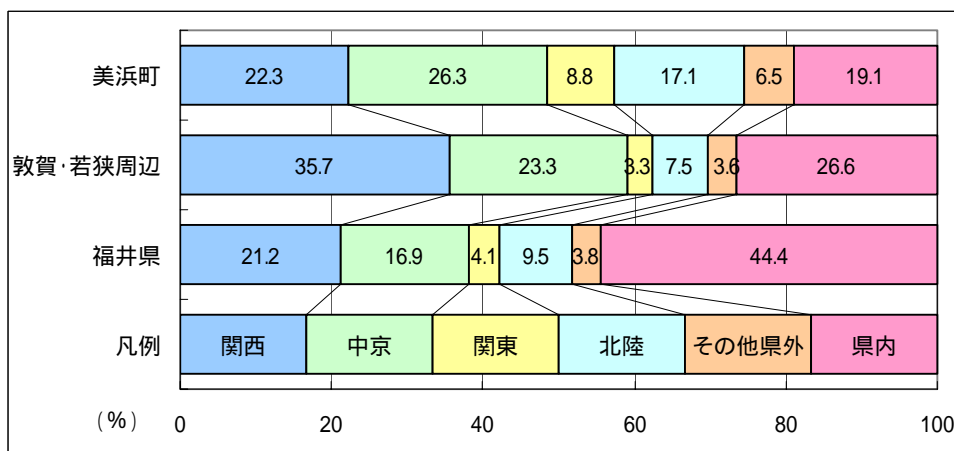 美浜町 22.3 26.3 8.8 17.1 6.5 19.1
敦賀・若狭周辺 35.7 23.3 3.3 7.5 3.6 26.6
福井県 21.2 16.9 4.1 9.5 3.8 44.4
凡例 関西 中京 関東 北陸 その他県外 県内
(%) 0 20 40 60 80 100